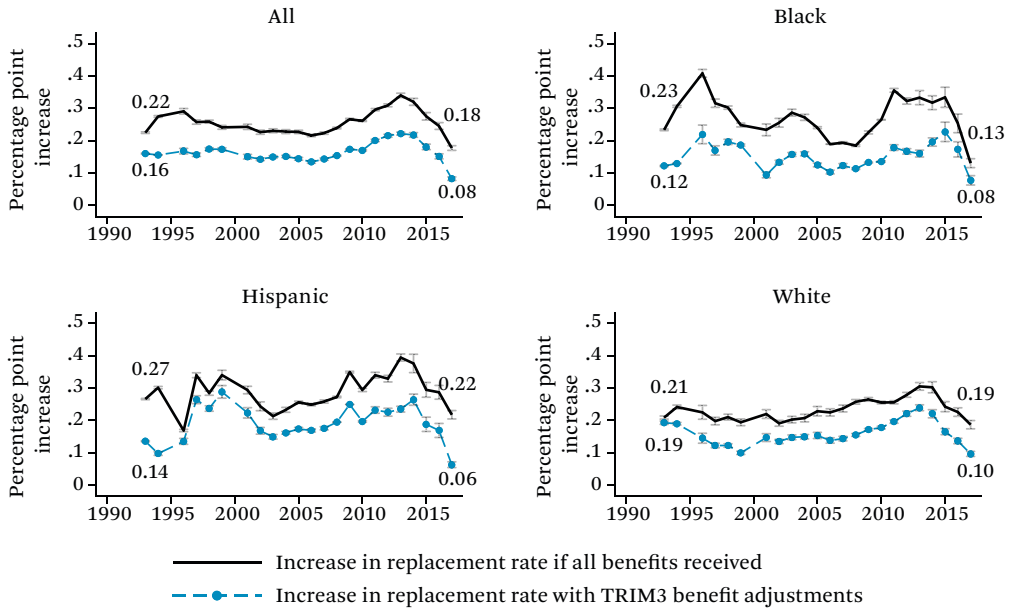 All
Percentage point
increase
.5
.4
.3
.2
.1
0
0.22
0.16
0.18
0.08
1990 1995 2000 2005 2010 2015
Black
Percentage point
increase
.5
.4
.3
.2
.1
0
0.23
0.12
0.13
0.08
1990 1995 2000 2005 2010 2015
Hispanic
Percentage point
increase
.5
.4
.3
.2
.1
0
0.27
0.14
0.22
0.06
1990 1995 2000 2005 2010 2015
White
Percentage point
increase
.5
.4
.3
.2
.1
0
0.21
0.19
0.19
0.10
1990 1995 2000 2005 2010 2015
Increase in replacement rate if all benefits received
Increase in replacement rate with TRIM3 benefit adjustments